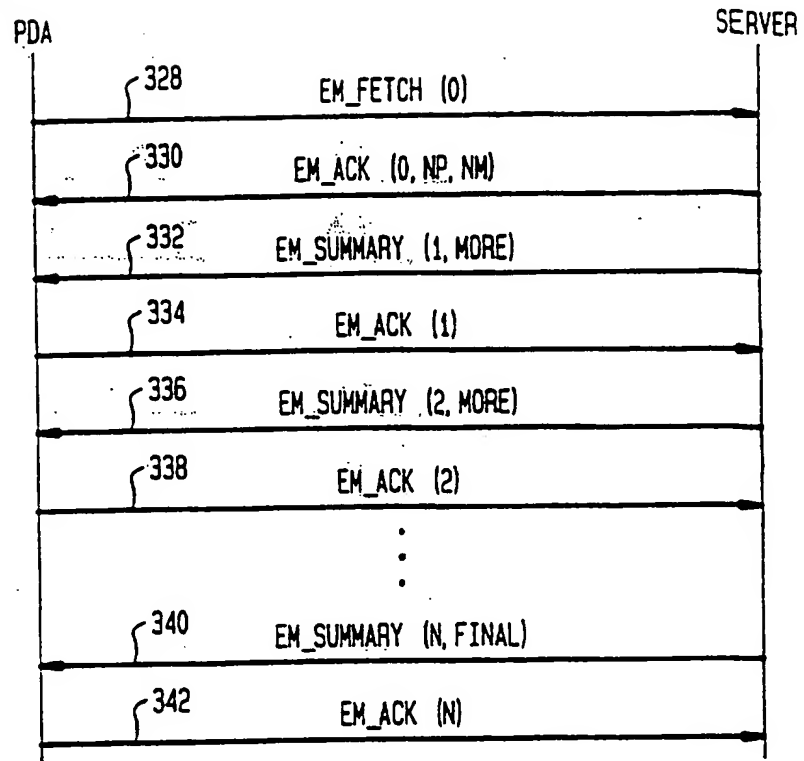 PDA
SERVER
328
EM_FETCH (0)
330
EM_ACK (0, NP, NM)
332
EM_SUMMARY (1, MORE)
334
EM_ACK (1)
336
EM_SUMMARY (2, MORE)
338
EM_ACK (2)
340
EM_SUMMARY (N, FINAL)
342
EM_ACK (N)